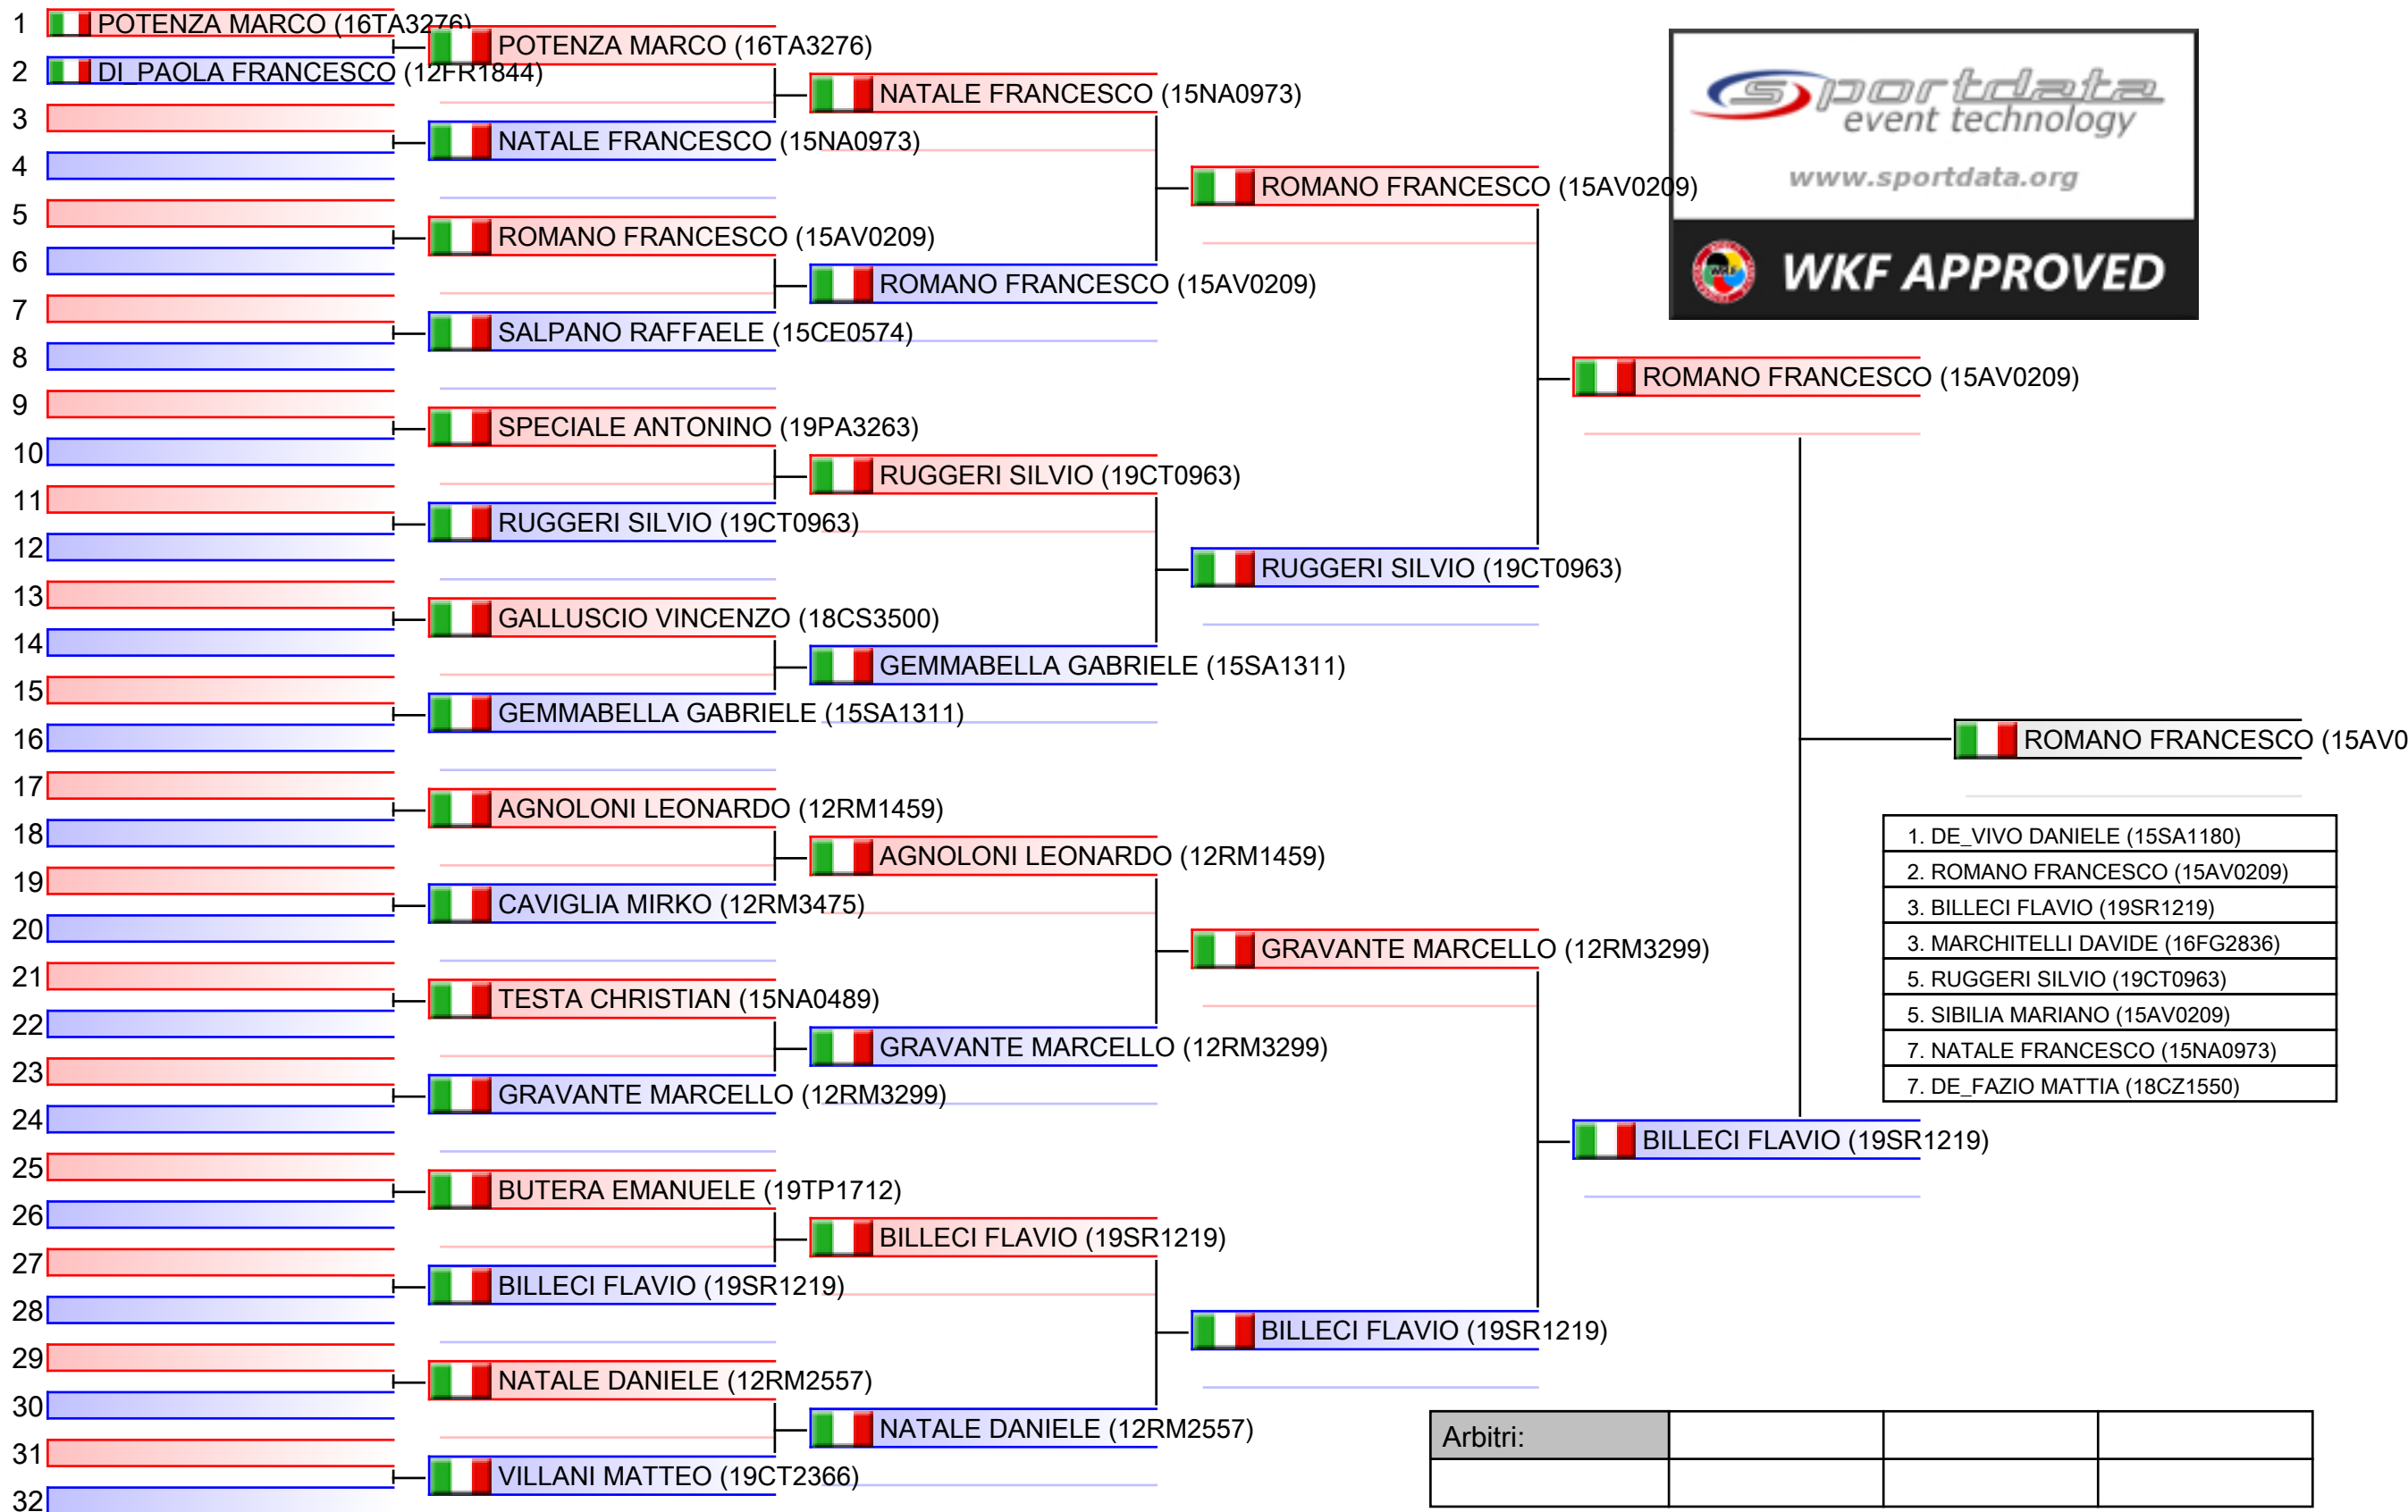 1 POTENZA MARCO (16TA3276)
2 DI_PAOLA FRANCESCO (12FR1844)
3
4
5
6
7
8
9
10
11
12
13
14
15
16
17
18
19
20
21
22
23
24
25
26
27
28
29
30
31
32
POTENZA MARCO (16TA3276)
NATALE FRANCESCO (15NA0973)
ROMANO FRANCESCO (15AV0209)
SALPANO RAFFAELE (15CE0574)
SPECIALE ANTONINO (19PA3263)
RUGGERI SILVIO (19CT0963)
GALLUSCIO VINCENZO (18CS3500)
GEMMABELLA GABRIELE (15SA1311)
AGNOLONI LEONARDO (12RM1459)
CAVIGLIA MIRKO (12RM3475)
TESTA CHRISTIAN (15NA0489)
GRAVANTE MARCELLO (12RM3299)
BUTERA EMANUELE (19TP1712)
BILLECI FLAVIO (19SR1219)
NATALE DANIELE (12RM2557)
VILLANI MATTEO (19CT2366)
NATALE FRANCESCO (15NA0973)
ROMANO FRANCESCO (15AV0209)
RUGGERI SILVIO (19CT0963)
GEMMABELLA GABRIELE (15SA1311)
AGNOLONI LEONARDO (12RM1459)
GRAVANTE MARCELLO (12RM3299)
BILLECI FLAVIO (19SR1219)
NATALE DANIELE (12RM2557)
ROMANO FRANCESCO (15AV0209)
RUGGERI SILVIO (19CT0963)
GRAVANTE MARCELLO (12RM3299)
BILLECI FLAVIO (19SR1219)
ROMANO FRANCESCO (15AV0209)
BILLECI FLAVIO (19SR1219)
ROMANO FRANCESCO (15AV0
sportdata
event technology
www.sportdata.org
WKF WKF APPROVED
1. DE_VIVO DANIELE (15SA1180)
2. ROMANO FRANCESCO (15AV0209)
3. BILLECI FLAVIO (19SR1219)
3. MARCHITELLI DAVIDE (16FG2836)
5. RUGGERI SILVIO (19CT0963)
5. SIBILIA MARIANO (15AV0209)
7. NATALE FRANCESCO (15NA0973)
7. DE_FAZIO MATTIA (18CZ1550)
Arbitri: